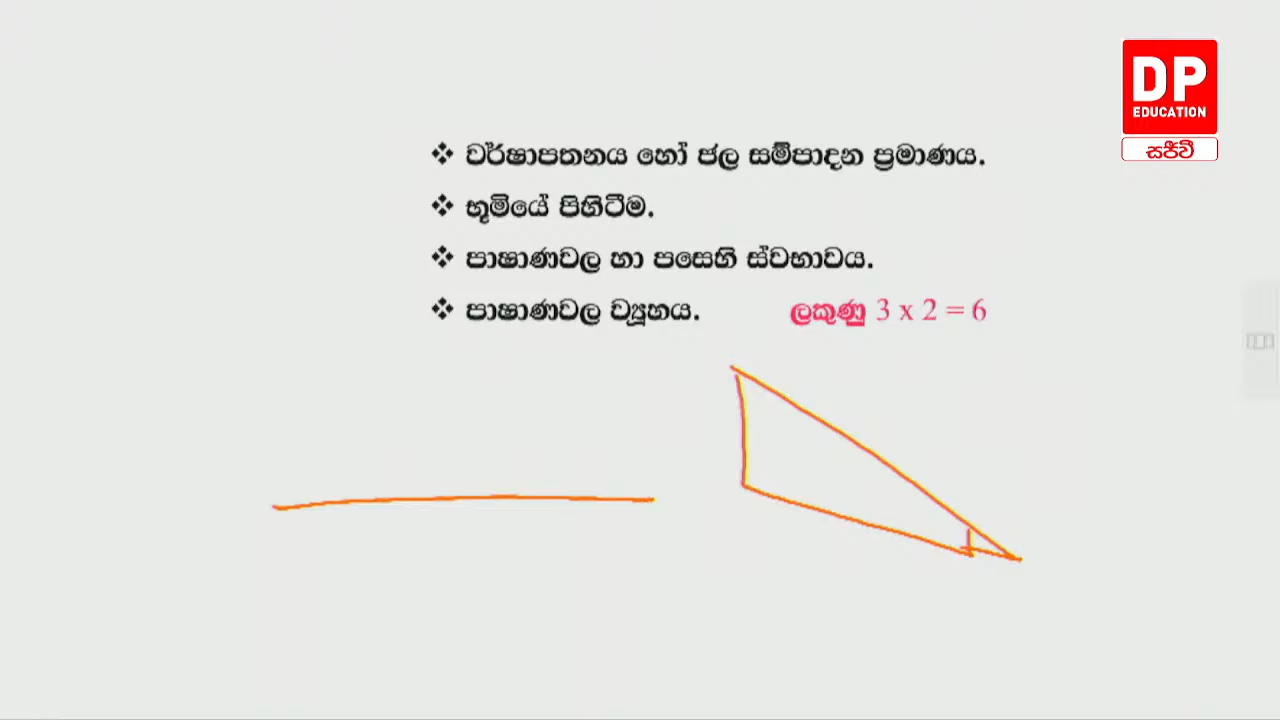 DP
EDUCATION
සජීවී
❖ වර්ෂාපතනය හෝ ජල සම්පාදන ප්‍රමාණය.
❖ භූමියේ පිහිටීම.
❖ පාෂාණවල හා පසෙහි ස්වභාවය.
❖ පාෂාණවල ව්‍යූහය. ලකුණු 3 x 2 = 6